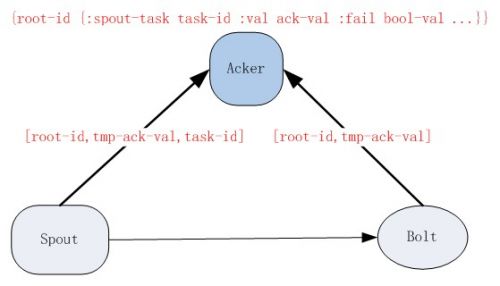 {root-id {:spout-task task-id :val ack-val :fail bool-val ...}}
Acker
[root-id,tmp-ack-val,task-id]
[root-id,tmp-ack-val]
Spout
Bolt